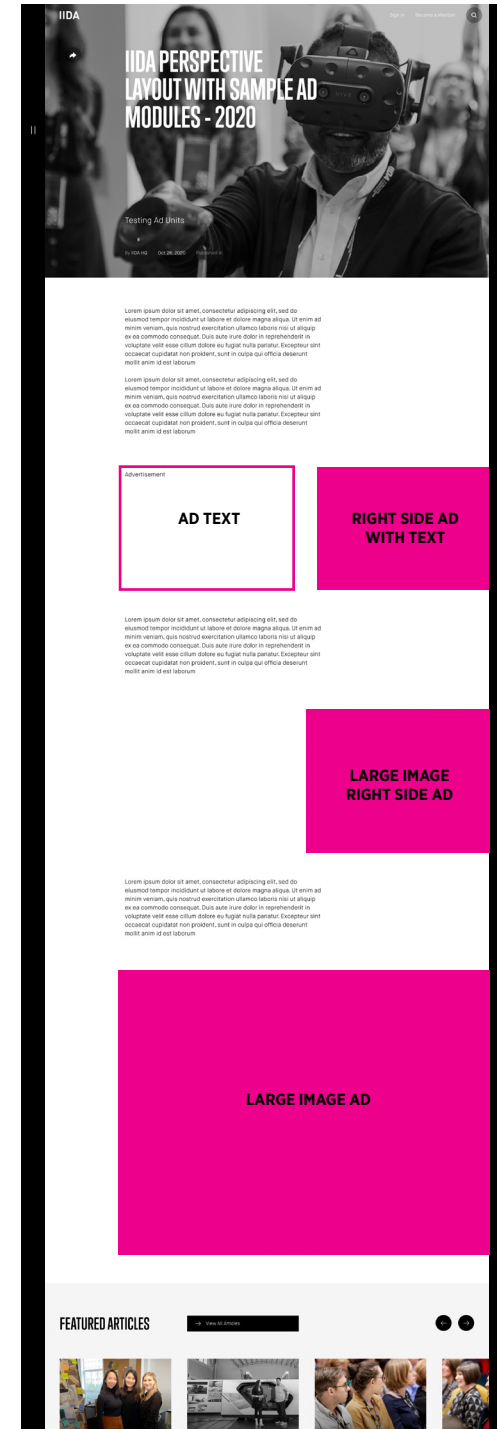 IIDA
Sign In
Become A Member
IIDA PERSPECTIVE
LAYOUT WITH SAMPLE AD
MODULES - 2020
Testing Ad Units
By IIDA HQ
Oct 28, 2020
Published in
Lorem ipsum dolor sit amet, consectetur adipiscing elit, sed do
eiusmod tempor incididunt ut labore et dolore magna aliqua. Ut enim ad
minim veniam, quis nostrud exercitation ullamco laboris nisi ut aliquip
ex ea commodo consequat. Duis aute irure dolor in reprehenderit in
voluptate velit esse cillum dolore eu fugiat nulla pariatur. Excepteur sint
occaecat cupidatat non proident, sunt in culpa qui officia deserunt
mollit anim id est laborum
Lorem ipsum dolor sit amet, consectetur adipiscing elit, sed do
eiusmod tempor incididunt ut labore et dolore magna aliqua. Ut enim ad
minim veniam, quis nostrud exercitation ullamco laboris nisi ut aliquip
ex ea commodo consequat. Duis aute irure dolor in reprehenderit in
voluptate velit esse cillum dolore eu fugiat nulla pariatur. Excepteur sint
occaecat cupidatat non proident, sunt in culpa qui officia deserunt
mollit anim id est laborum
Advertisement
AD TEXT
RIGHT SIDE AD
WITH TEXT
Lorem ipsum dolor sit amet, consectetur adipiscing elit, sed do
eiusmod tempor incididunt ut labore et dolore magna aliqua. Ut enim ad
minim veniam, quis nostrud exercitation ullamco laboris nisi ut aliquip
ex ea commodo consequat. Duis aute irure dolor in reprehenderit in
voluptate velit esse cillum dolore eu fugiat nulla pariatur. Excepteur sint
occaecat cupidatat non proident, sunt in culpa qui officia deserunt
mollit anim id est laborum
LARGE IMAGE
RIGHT SIDE AD
Lorem ipsum dolor sit amet, consectetur adipiscing elit, sed do
eiusmod tempor incididunt ut labore et dolore magna aliqua. Ut enim ad
minim veniam, quis nostrud exercitation ullamco laboris nisi ut aliquip
ex ea commodo consequat. Duis aute irure dolor in reprehenderit in
voluptate velit esse cillum dolore eu fugiat nulla pariatur. Excepteur sint
occaecat cupidatat non proident, sunt in culpa qui officia deserunt
mollit anim id est laborum
LARGE IMAGE AD
FEATURED ARTICLES
View All Articles